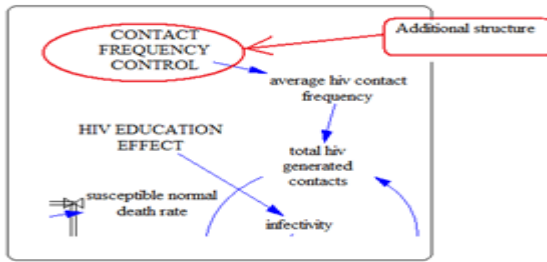 CONTACT
FREQUENCY
CONTROL
Additional structure
average hiv contact
frequency
HIV EDUCATION
EFFECT
total hiv
generated
contacts
susceptible normal
death rate
infectivity